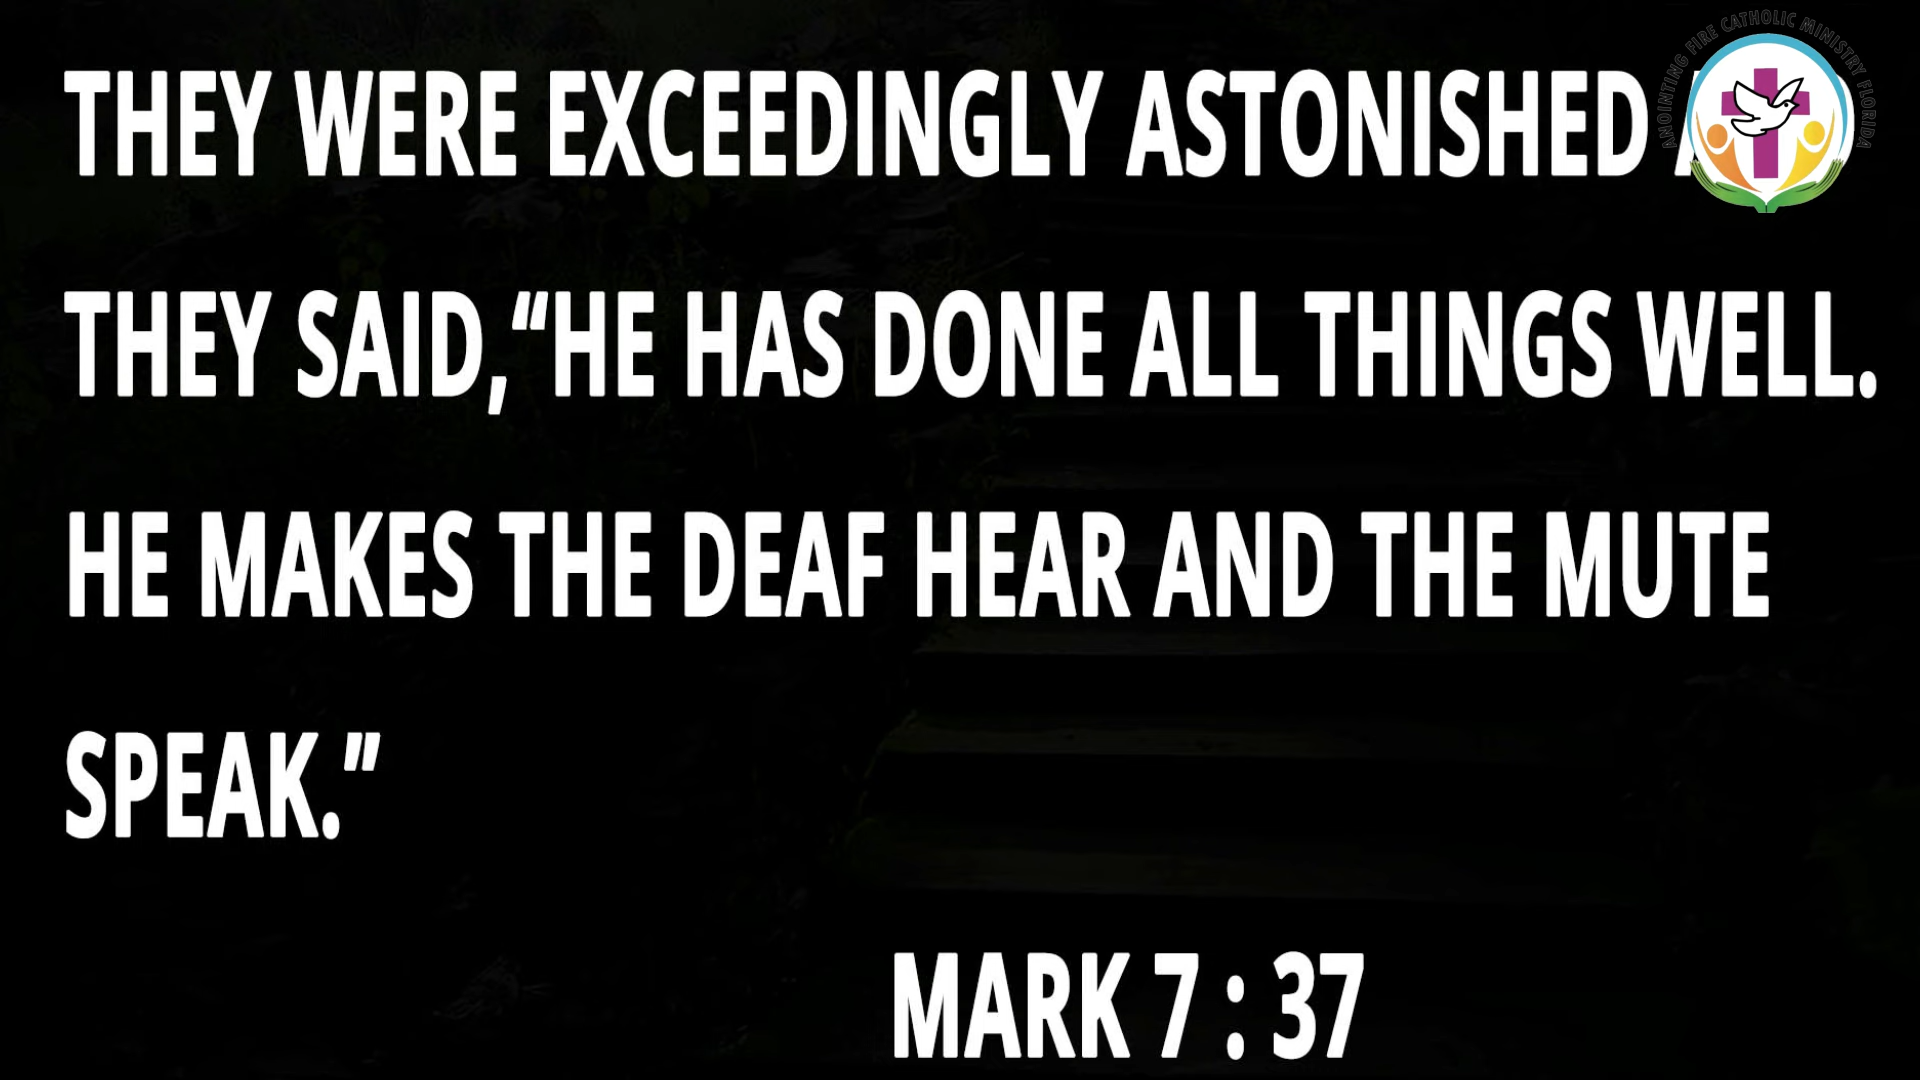 ANOINTING FIRE CATHOLIC MINISTRY FLORIDA
THEY WERE EXCEEDINGLY ASTONISHED
THEY SAID,“HE HAS DONE ALL THINGS WELL.
HE MAKES THE DEAF HEAR AND THE MUTE
SPEAK.”
MARK 7 : 37